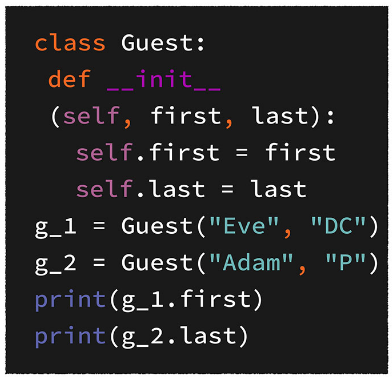 class Guest:
 def __init__
 (self, first, last):
   self.first = first
   self.last = last
g_1 = Guest("Eve", "DC")
g_2 = Guest("Adam", "P")
print(g_1.first)
print(g_2.last)